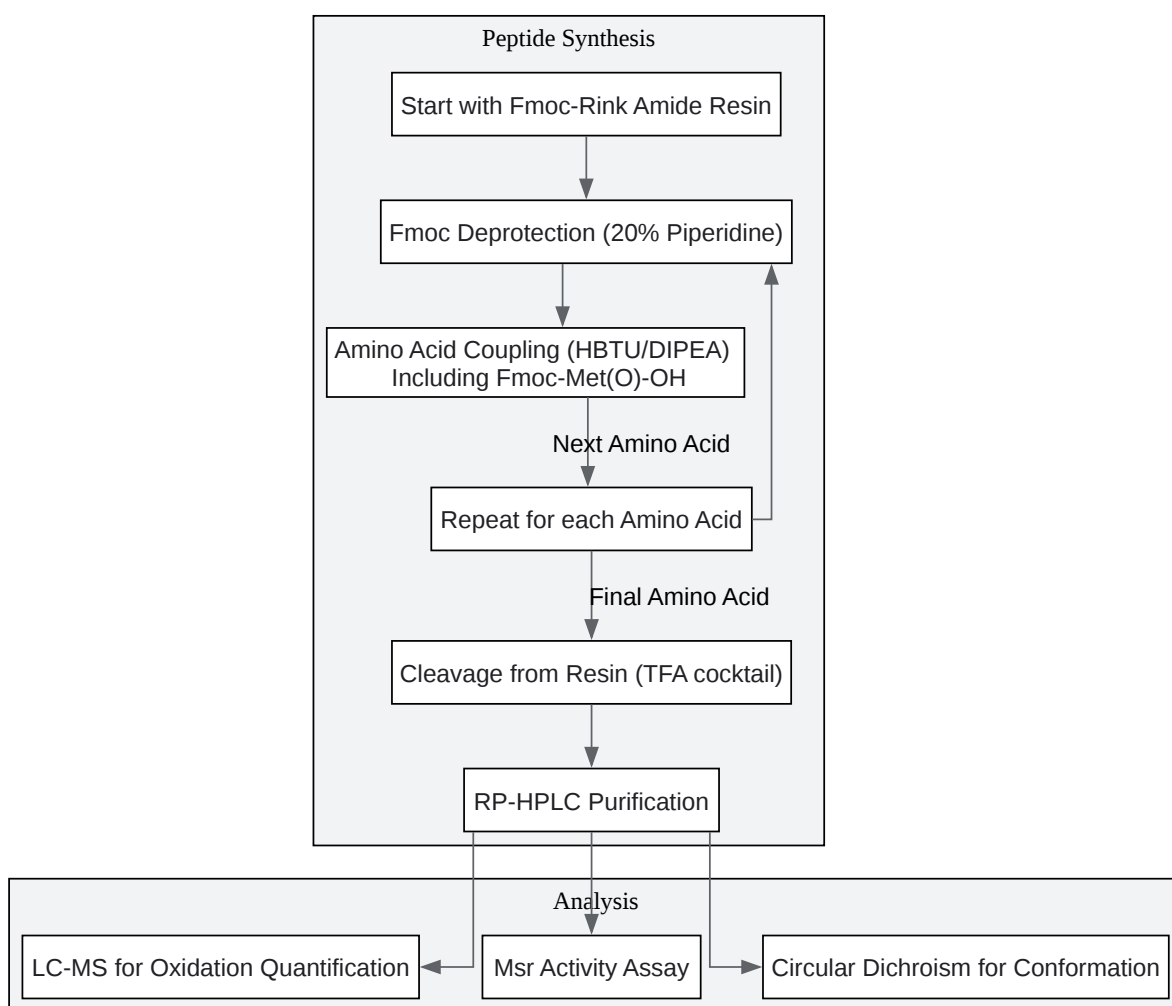 Peptide Synthesis
Start with Fmoc-Rink Amide Resin
Fmoc Deprotection (20% Piperidine)
Amino Acid Coupling (HBTU/DIPEA)
Including Fmoc-Met(O)-OH
Next Amino Acid
Repeat for each Amino Acid
Final Amino Acid
Cleavage from Resin (TFA cocktail)
RP-HPLC Purification
Analysis
LC-MS for Oxidation Quantification
Msr Activity Assay
Circular Dichroism for Conformation